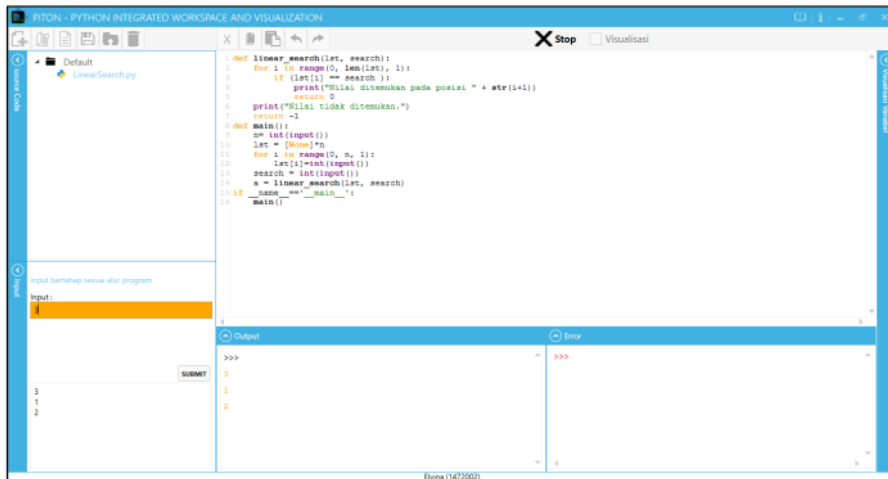 PITON - PYTHON INTEGRATED WORKSPACE AND VISUALIZATION
Stop
Visualisasi
Source Code
Default
LinearSearch.py
1 def linear_search(lst, search):
2 for i in range(0, len(lst), 1):
3 if (lst[i] == search ):
4 print("Nilai ditemukan pada posisi " + str(i+1))
5 return 0
6 print("Nilai tidak ditemukan.")
7 return -1
8 def main():
9 n= int(input())
10 lst = [None]*n
11 for i in range(0, n, 1):
12 lst[i]=int(input())
13 search = int(input())
14 a = linear_search(lst, search)
15 if __name__=='__main__':
16 main()
Visualisasi Variabel
Input
Input bertahap sesuai alur program
Input :
3
SUBMIT
3
1
2
Output
>>>
3
1
2
Error
>>>
Elvina (1472002)